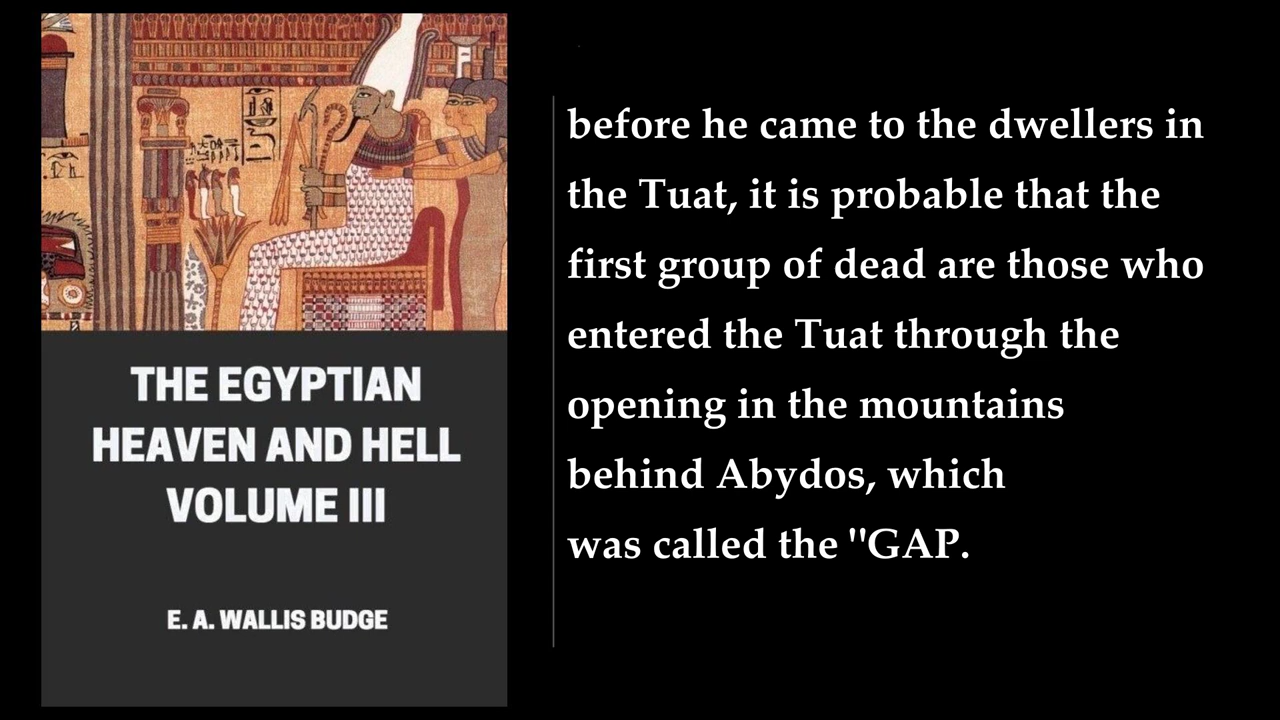 THE EGYPTIAN
HEAVEN AND HELL
VOLUME III
E. A. WALLIS BUDGE
before he came to the dwellers in
the Tuat, it is probable that the
first group of dead are those who
entered the Tuat through the
opening in the mountains
behind Abydos, which
was called the "GAP.